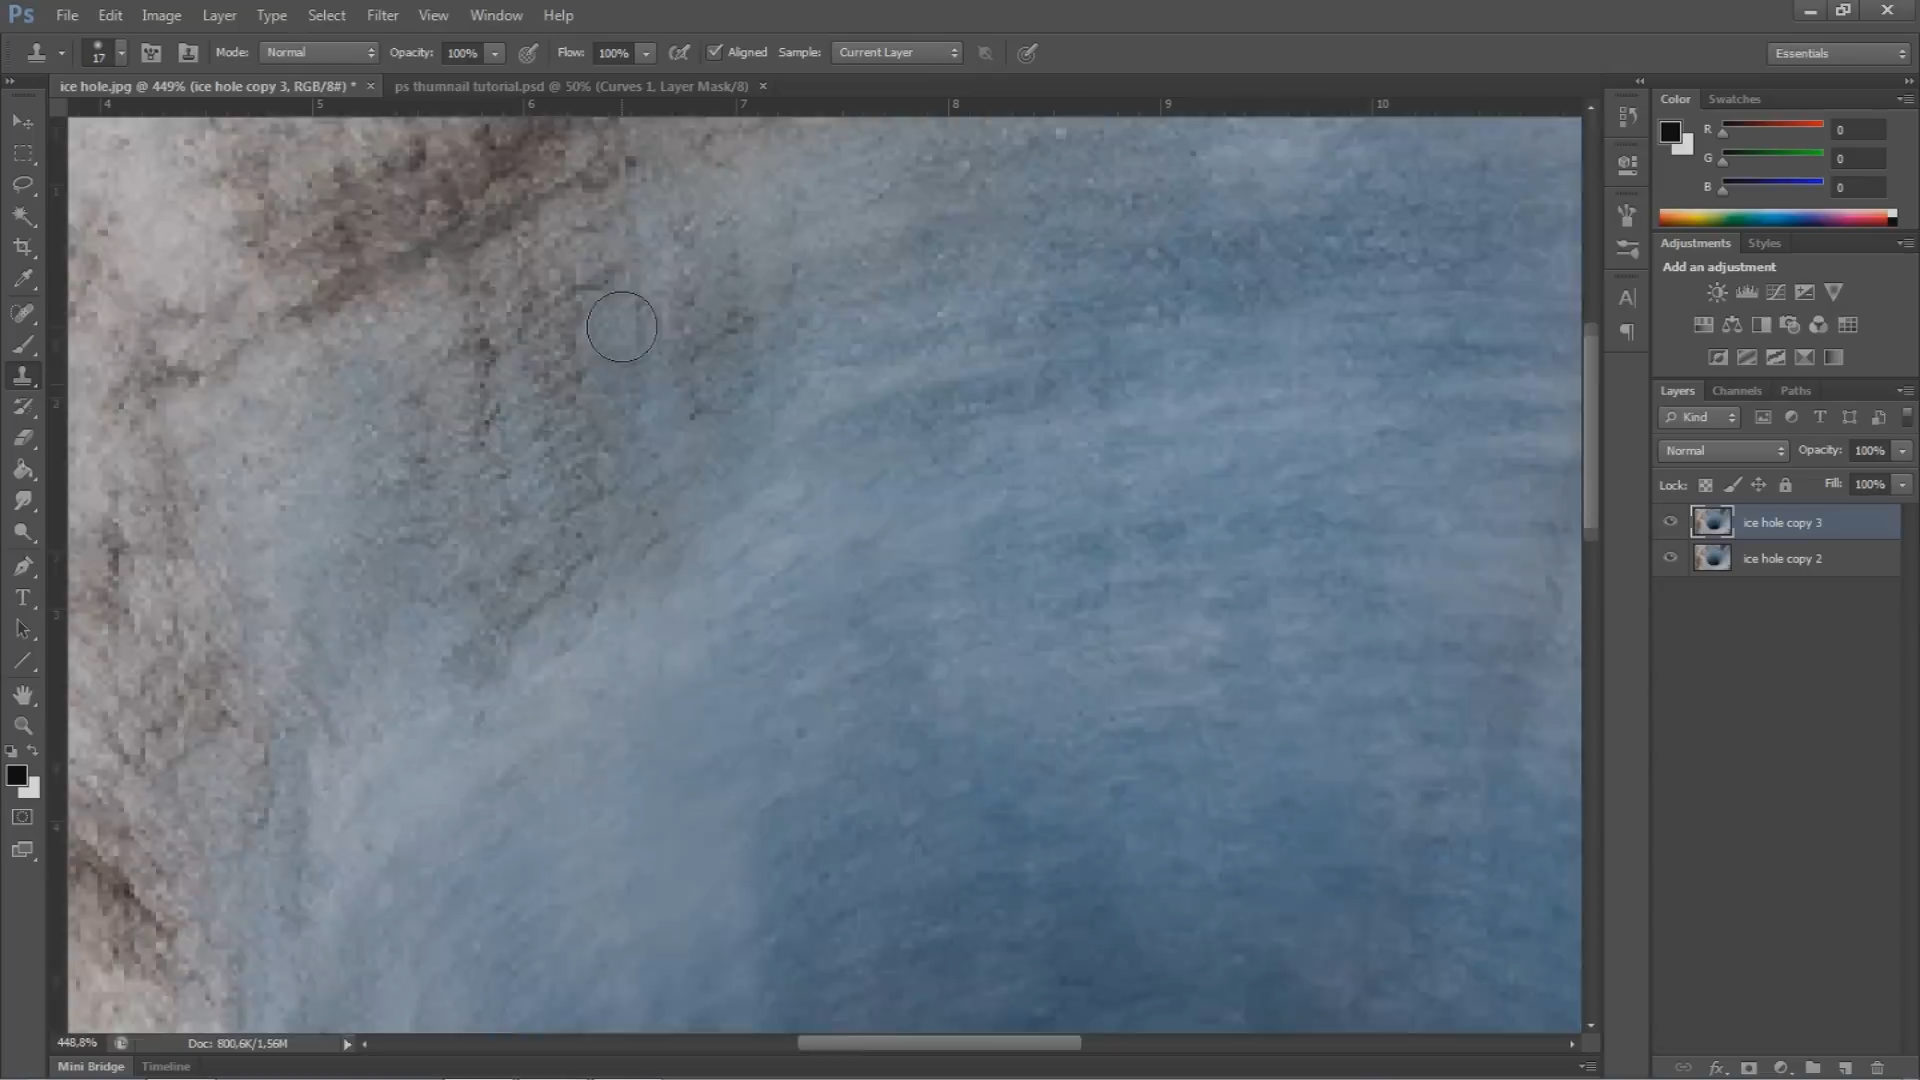 Ps File Edit Image Layer Type Select Filter View Window Help
17 Mode: Normal Opacity: 100% Flow: 100% Aligned Sample: Current Layer Essentials
ice hole.jpg @ 449% (ice hole copy 3, RGB/8#) * × ps thumnail tutorial.psd @ 50% (Curves 1, Layer Mask/8) ×
4 5 6 7 8 9 10
Color Swatches
R 0
G 0
B 0
Adjustments Styles
Add an adjustment
Layers Channels Paths
Kind
Normal Opacity: 100%
Lock: Fill: 100%
ice hole copy 3
ice hole copy 2
448,8% Doc: 800,6K/1,56M
Mini Bridge Timeline